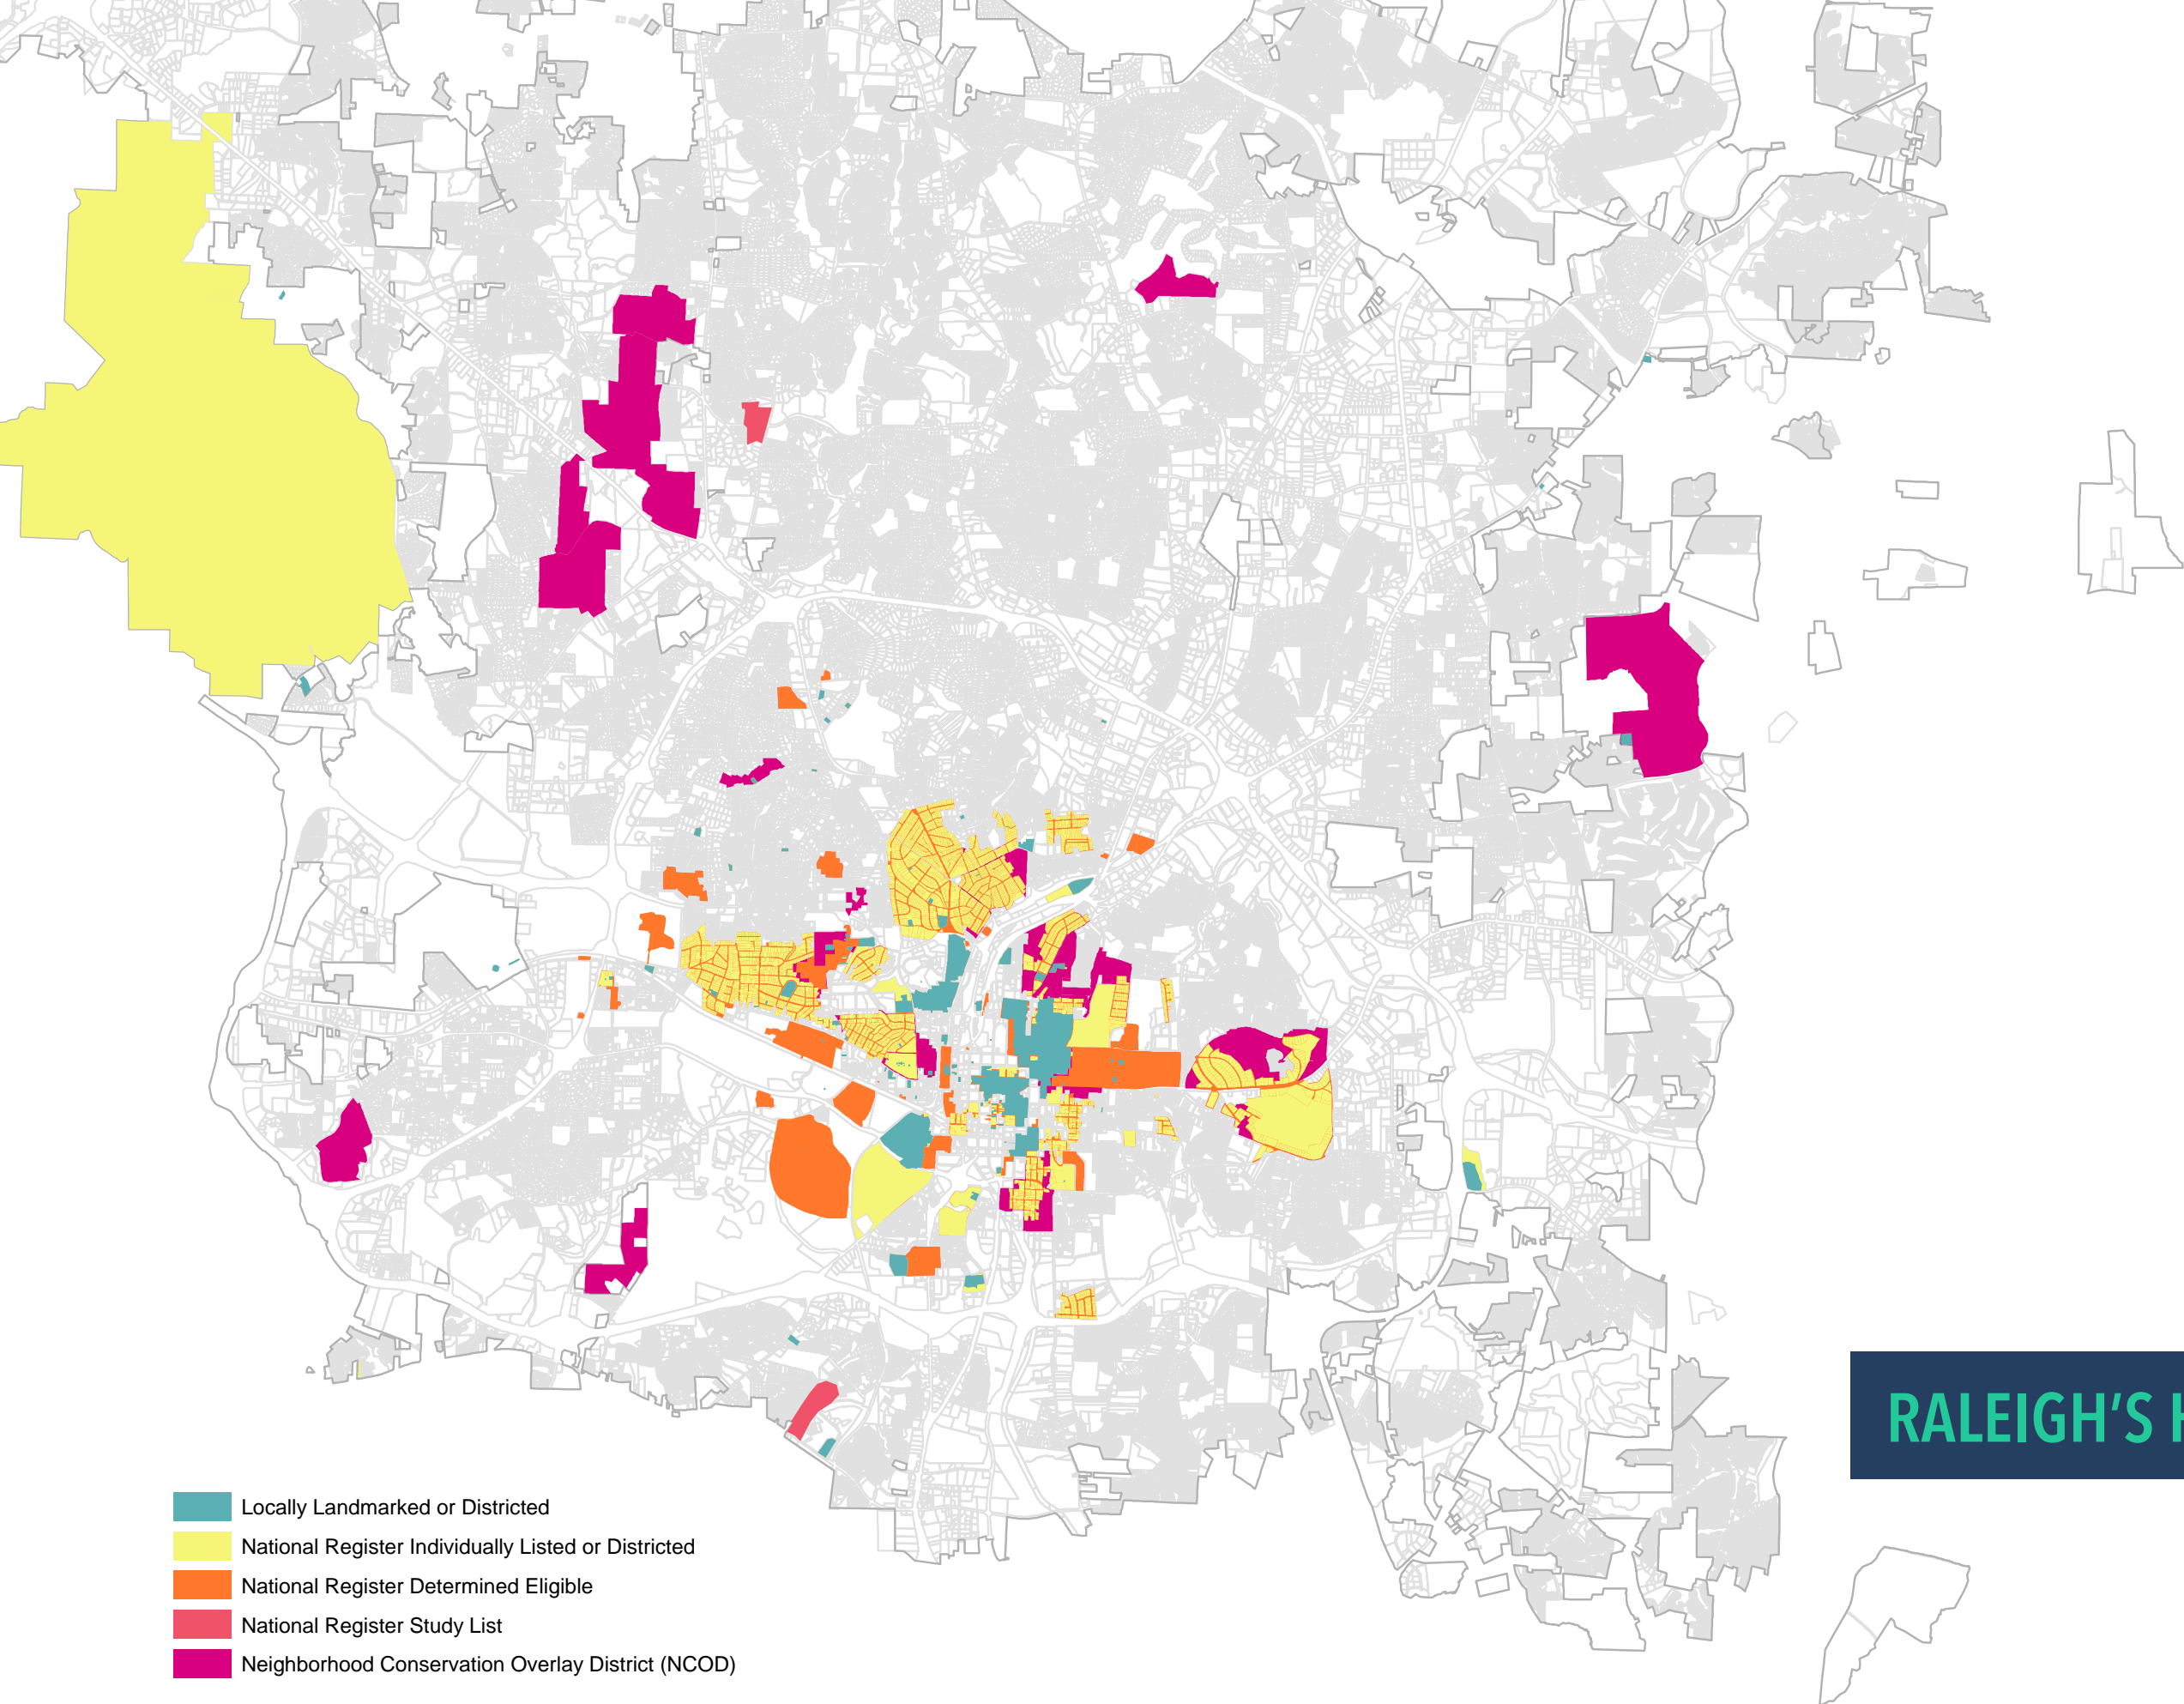 RALEIGH'S
Locally Landmarked or Districted
National Register Individually Listed or Districted
National Register Determined Eligible
National Register Study List
Neighborhood Conservation Overlay District (NCOD)